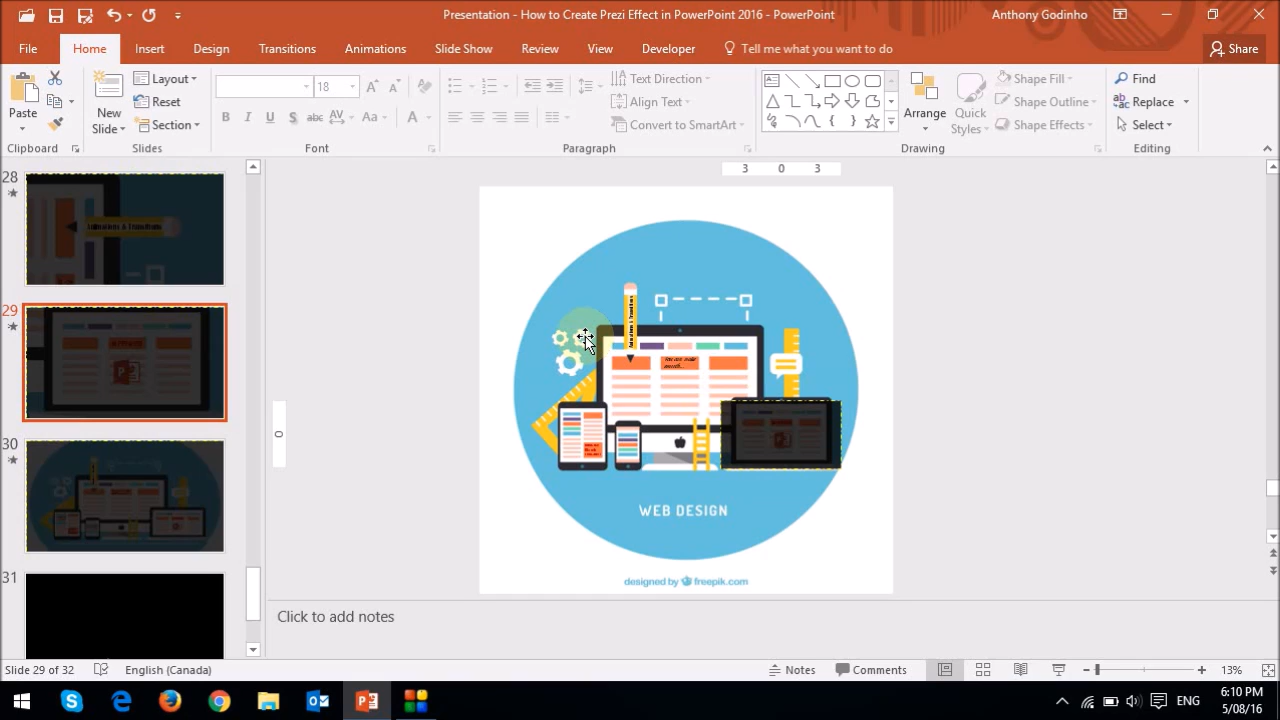 Presentation - How to Create Prezi Effect in PowerPoint 2016 - PowerPoint
Anthony Godinho
File
Home
Insert
Design
Transitions
Animations
Slide Show
Review
View
Developer
Tell me what you want to do
Share
Paste
New Slide
Layout
Reset
Section
18
Text Direction
Align Text
Convert to SmartArt
Arrange
Quick Styles
Shape Fill
Shape Outline
Shape Effects
Find
Replace
Select
Clipboard
Slides
Font
Paragraph
Drawing
Editing
28
29
30
31
Animations & Transitions
3 0 3
0
WEB DESIGN
designed by freepik.com
Click to add notes
Slide 29 of 32
English (Canada)
Notes
Comments
13%
ENG
6:10 PM
5/08/16